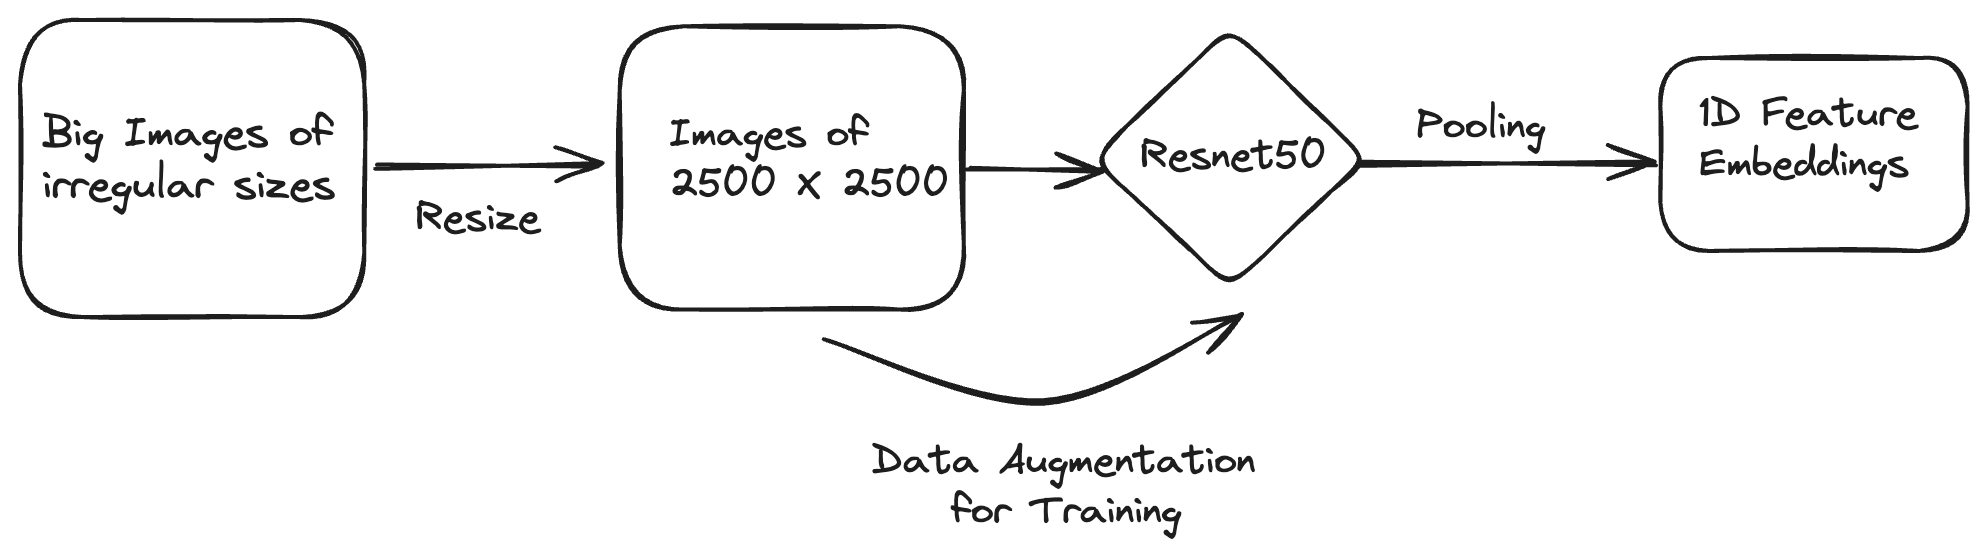 Big Images of
irregular sizes
Resize
Images of
2500 x 2500
Resnet50
Pooling
1D Feature
Embeddings
Data Augmentation
for Training